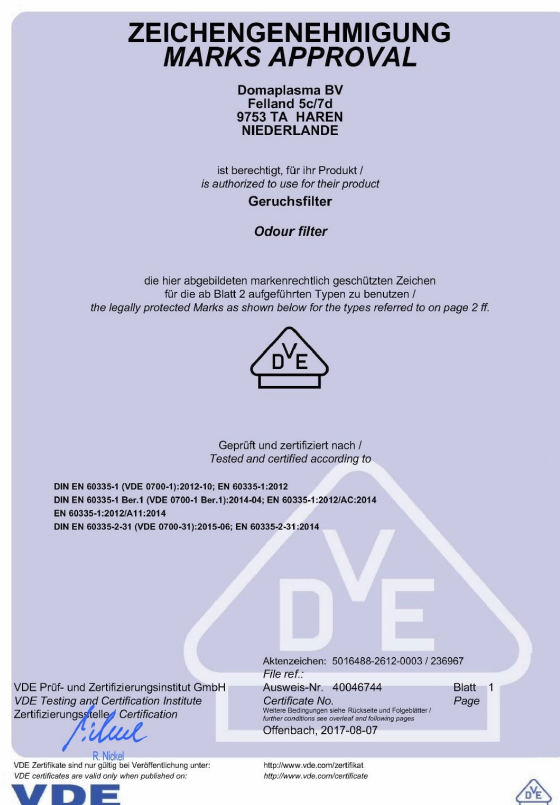 ZEICHENGENEHMIGUNG
MARKS APPROVAL
Domaplasma BV
Felland 5c/7d
9753 TA HAREN
NIEDERLANDE
ist berechtigt, für ihr Produkt /
is authorized to use for their product
Geruchsfilter
Odour filter
die hier abgebildeten markenrechtlich geschützten Zeichen
für die ab Blatt 2 aufgeführten Typen zu benutzen /
the legally protected Marks as shown below for the types referred to on page 2 ff.
DVE
Geprüft und zertifiziert nach /
Tested and certified according to
DIN EN 60335-1 (VDE 0700-1):2012-10; EN 60335-1:2012
DIN EN 60335-1 Ber.1 (VDE 0700-1 Ber.1):2014-04; EN 60335-1:2012/AC:2014
EN 60335-1:2012/A11:2014
DIN EN 60335-2-31 (VDE 0700-31):2015-06; EN 60335-2-31:2014
DVE
Aktenzeichen: 5016488-2612-0003 / 236967
File ref.:
VDE Prüf- und Zertifizierungsinstitut GmbH
Ausweis-Nr. 40046744 Blatt 1
VDE Testing and Certification Institute
Certificate No. Page
Zertifizierungsstelle / Certification
Weitere Bedingungen siehe Rückseite und Folgeblätter /
further conditions see overleaf and following pages
Offenbach, 2017-08-07
R. Nickel
VDE Zertifikate sind nur gültig bei Veröffentlichung unter: http://www.vde.com/zertifikat
VDE certificates are valid only when published on: http://www.vde.com/certificate
VDE
DVE